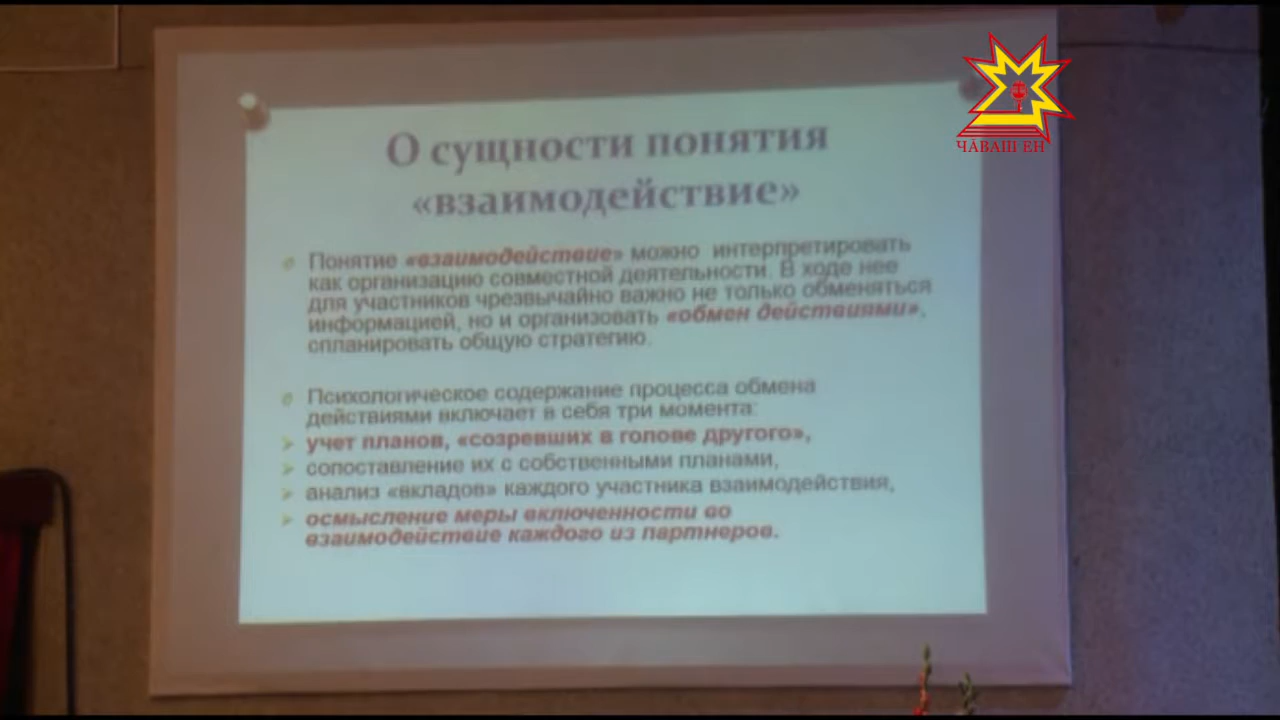 ЧӐВАШ ЕН
О сущности понятия
«взаимодействие»
Понятие «взаимодействие» можно интерпретировать
как организацию совместной деятельности. В ходе нее
для участников чрезвычайно важно не только обменяться
информацией, но и организовать «обмен действиями»,
спланировать общую стратегию.
Психологическое содержание процесса обмена
действиями включает в себя три момента:
учет планов, «созревших в голове другого»,
сопоставление их с собственными планами,
анализ «вкладов» каждого участника взаимодействия,
осмысление меры включенности во
взаимодействие каждого из партнеров.